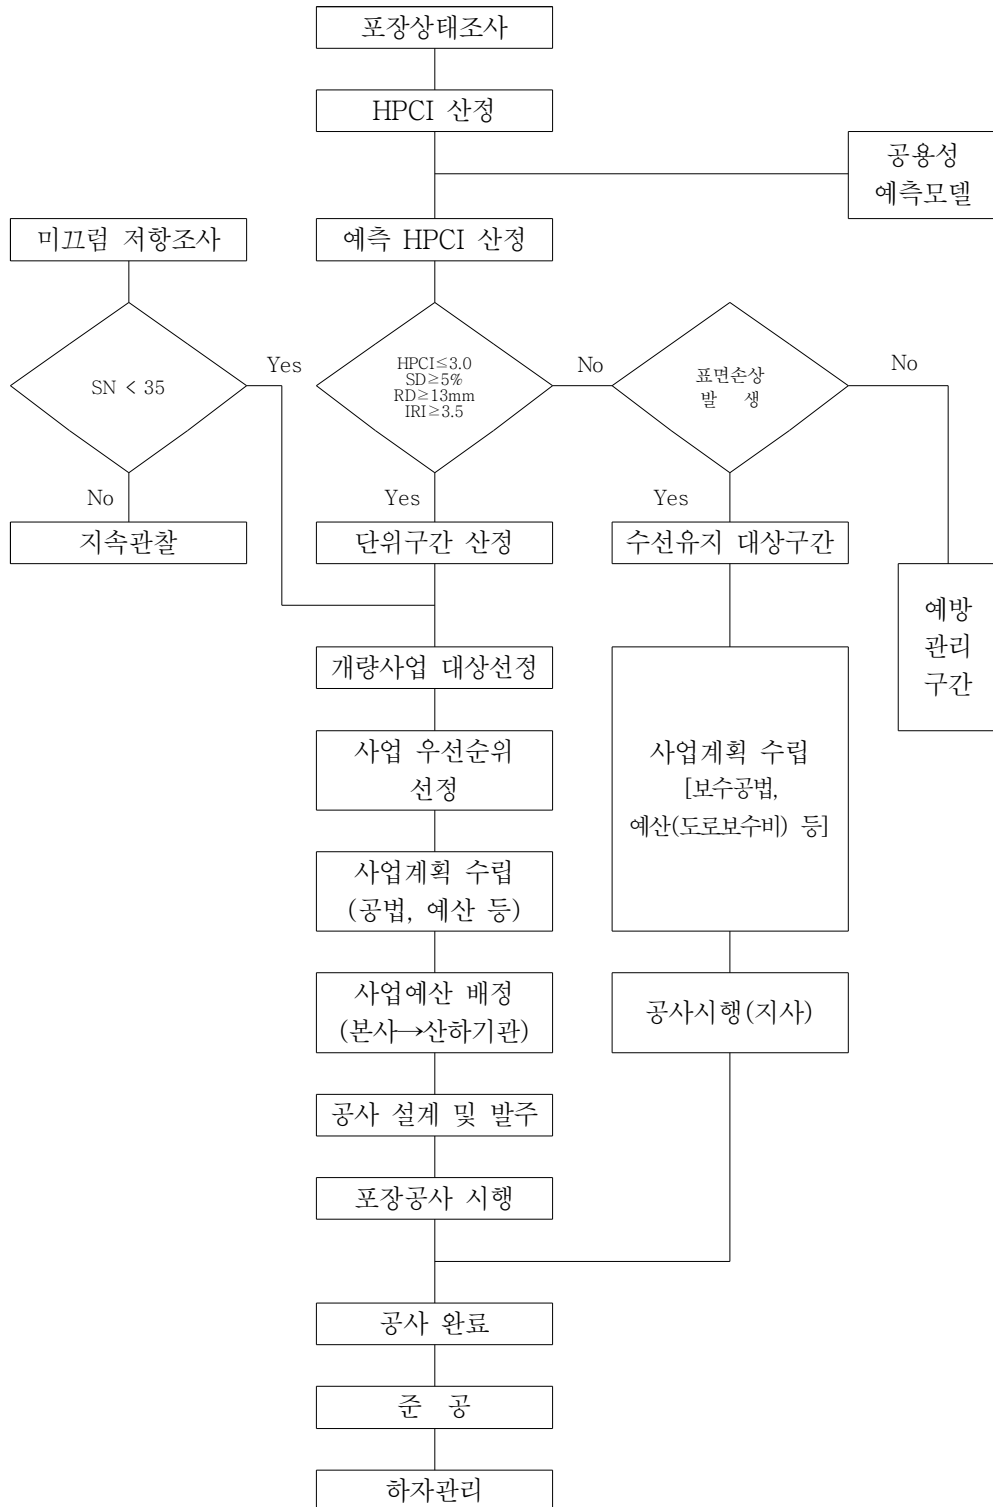 포장상태조사
HPCI 산정
공용성
예측모델
미끄럼 저항조사
예측 HPCI 산정
SN < 35
Yes
HPCI≤3.0
SD≥5%
RD≥13mm
IRI≥3.5
No
표면손상
발 생
No
No
Yes
Yes
지속관찰
단위구간 산정
수선유지 대상구간
예방
관리
구간
개량사업 대상선정
사업 우선순위
선정
사업계획 수립
[보수공법,
예산(도로보수비) 등]
사업계획 수립
(공법, 예산 등)
사업예산 배정
(본사→산하기관)
공사시행(지사)
공사 설계 및 발주
포장공사 시행
공사 완료
준 공
하자관리